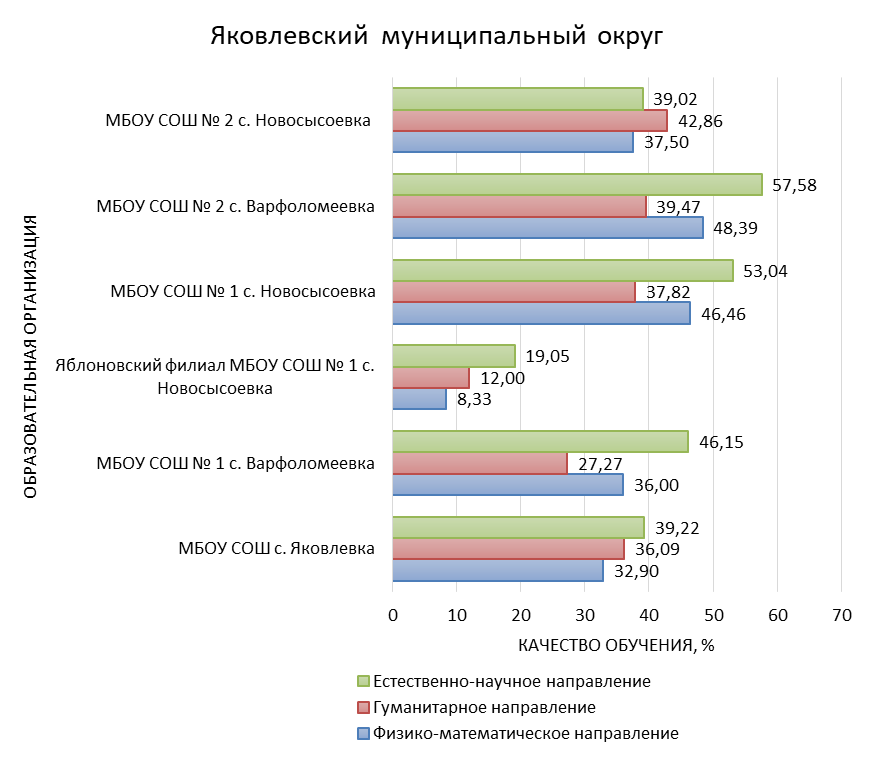 Яковлевский муниципальный округ
ОБРАЗОВАТЕЛЬНАЯ ОРГАНИЗАЦИЯ
МБОУ СОШ № 2 с. Новосысоевка
39,02
42,86
37,50
МБОУ СОШ № 2 с. Варфоломеевка
57,58
39,47
48,39
МБОУ СОШ № 1 с. Новосысоевка
53,04
37,82
46,46
Яблоновский филиал МБОУ СОШ № 1 с.
Новосысоевка
19,05
12,00
8,33
МБОУ СОШ № 1 с. Варфоломеевка
46,15
27,27
36,00
МБОУ СОШ с. Яковлевка
39,22
36,09
32,90
0 10 20 30 40 50 60 70
КАЧЕСТВО ОБУЧЕНИЯ, %
Естественно-научное направление
Гуманитарное направление
Физико-математическое направление